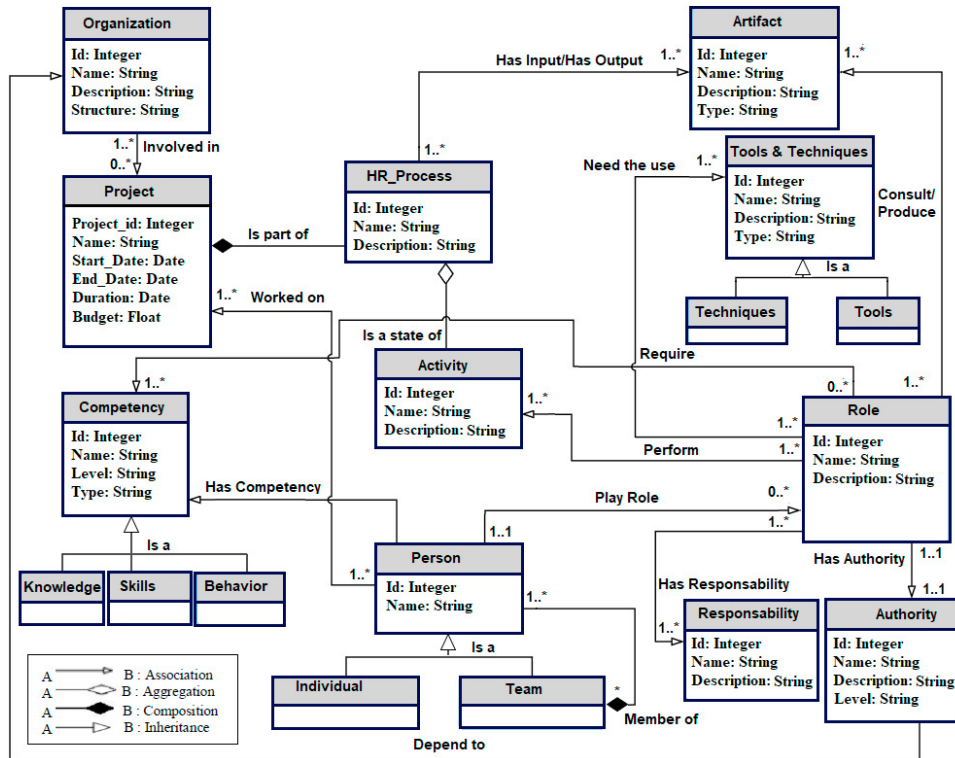 Organization
Id: Integer
Name: String
Description: String
Structure: String
1..*
Involved in
0..*
Project
Project_id: Integer
Name: String
Start_Date: Date
End_Date: Date
Duration: Date
Budget: Float
Is part of
1..*
Worked on
HR_Process
Id: Integer
Name: String
Description: String
1..*
Has Input/Has Output
1..*
Artifact
Id: Integer
Name: String
Description: String
Type: String
1..*
Need the use
1..*
Tools & Techniques
Id: Integer
Name: String
Description: String
Type: String
Consult/
Produce
Is a
Techniques
Tools
Is a state of
Activity
Id: Integer
Name: String
Description: String
1..*
Require
0..*
1..*
Role
Id: Integer
Name: String
Description: String
1..*
1..*
Perform
1..*
Competency
Id: Integer
Name: String
Level: String
Type: String
Has Competency
Is a
Knowledge
Skills
Behavior
Play Role
0..*
1..1
1..*
Person
Id: Integer
Name: String
1..*
1..*
Is a
Individual
Team
*
Member of
Has Responsability
1..*
Responsability
Id: Integer
Name: String
Description: String
Has Authority
1..1
1..1
Authority
Id: Integer
Name: String
Description: String
Level: String
A B : Association
A B : Aggregation
A B : Composition
A B : Inheritance
Depend to